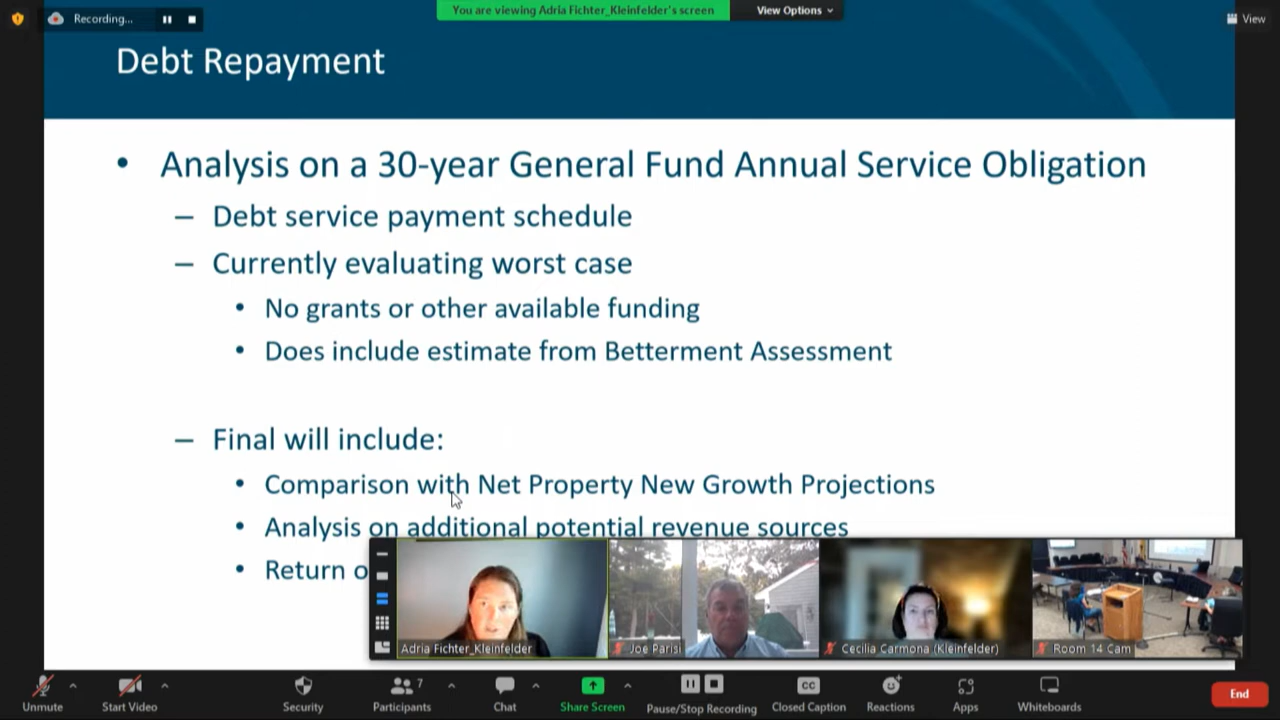 Recording...
You are viewing Adria Fichter_Kleinfelder's screen
View Options
View
Debt Repayment
• Analysis on a 30-year General Fund Annual Service Obligation
– Debt service payment schedule
– Currently evaluating worst case
• No grants or other available funding
• Does include estimate from Betterment Assessment
– Final will include:
• Comparison with Net Property New Growth Projections
• Analysis on additional potential revenue sources
• Return
Adria Fichter_Kleinfelder
Joe Parisi
Cecilia Carmona (Kleinfelder)
Room 14 Cam
Unmute
Start Video
Security
7
Participants
Chat
Share Screen
Pause/Stop Recording
CC
Closed Caption
Reactions
Apps
Whiteboards
End